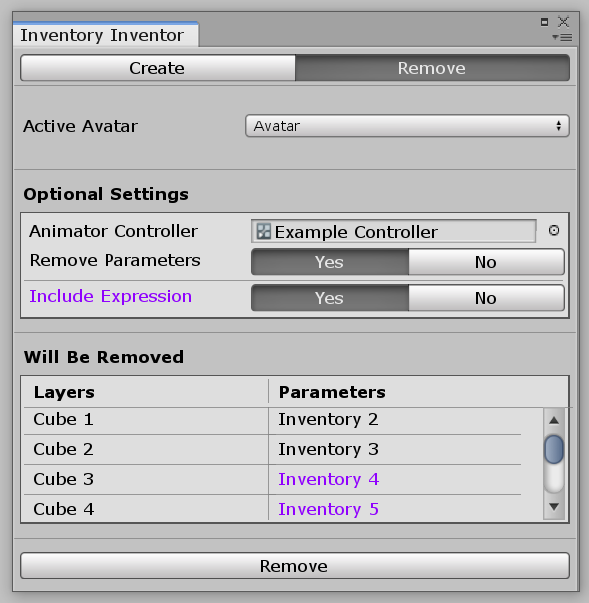 Inventory Inventor
Create Remove
Active Avatar Avatar
Optional Settings
Animator Controller Example Controller
Remove Parameters Yes No
Include Expression Yes No
Will Be Removed
Layers Parameters
Cube 1 Inventory 2
Cube 2 Inventory 3
Cube 3 Inventory 4
Cube 4 Inventory 5
Remove